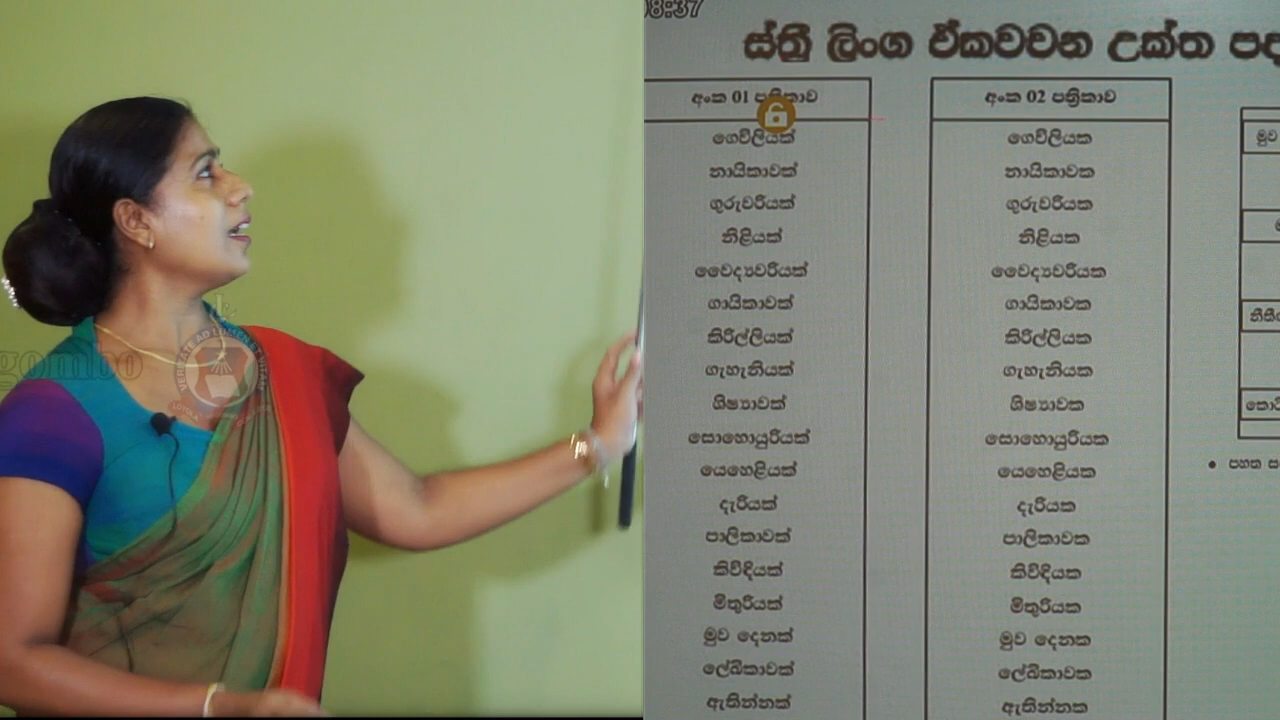 08:37
ස්ත්‍රී ලිංග ඒකවචන උක්ත පද
අංක 01 පත්‍රිකාව
ගෙවිලියක්
නායිකාවක්
ගුරුවරියක්
නිළියක්
වෛද්‍යවරියක්
ගායිකාවක්
කිරිල්ලියක්
ගැහැනියක්
ශිෂ්‍යාවක්
සොහොයුරියක්
යෙහෙළියක්
දැරියක්
පාලිකාවක්
කිවිඳියක්
මිතුරියක්
මුව දෙනක්
ලේඛිකාවක්
ඇතින්නක්
අංක 02 පත්‍රිකාව
ගෙවිලියක
නායිකාවක
ගුරුවරියක
නිළියක
වෛද්‍යවරියක
ගායිකාවක
කිරිල්ලියක
ගැහැනියක
ශිෂ්‍යාවක
සොහොයුරියක
යෙහෙළියක
දැරියක
පාලිකාවක
කිවිඳියක
මිතුරියක
මුව දෙනක
ලේඛිකාවක
ඇතින්නක
මුව
• පහත ස
gombo